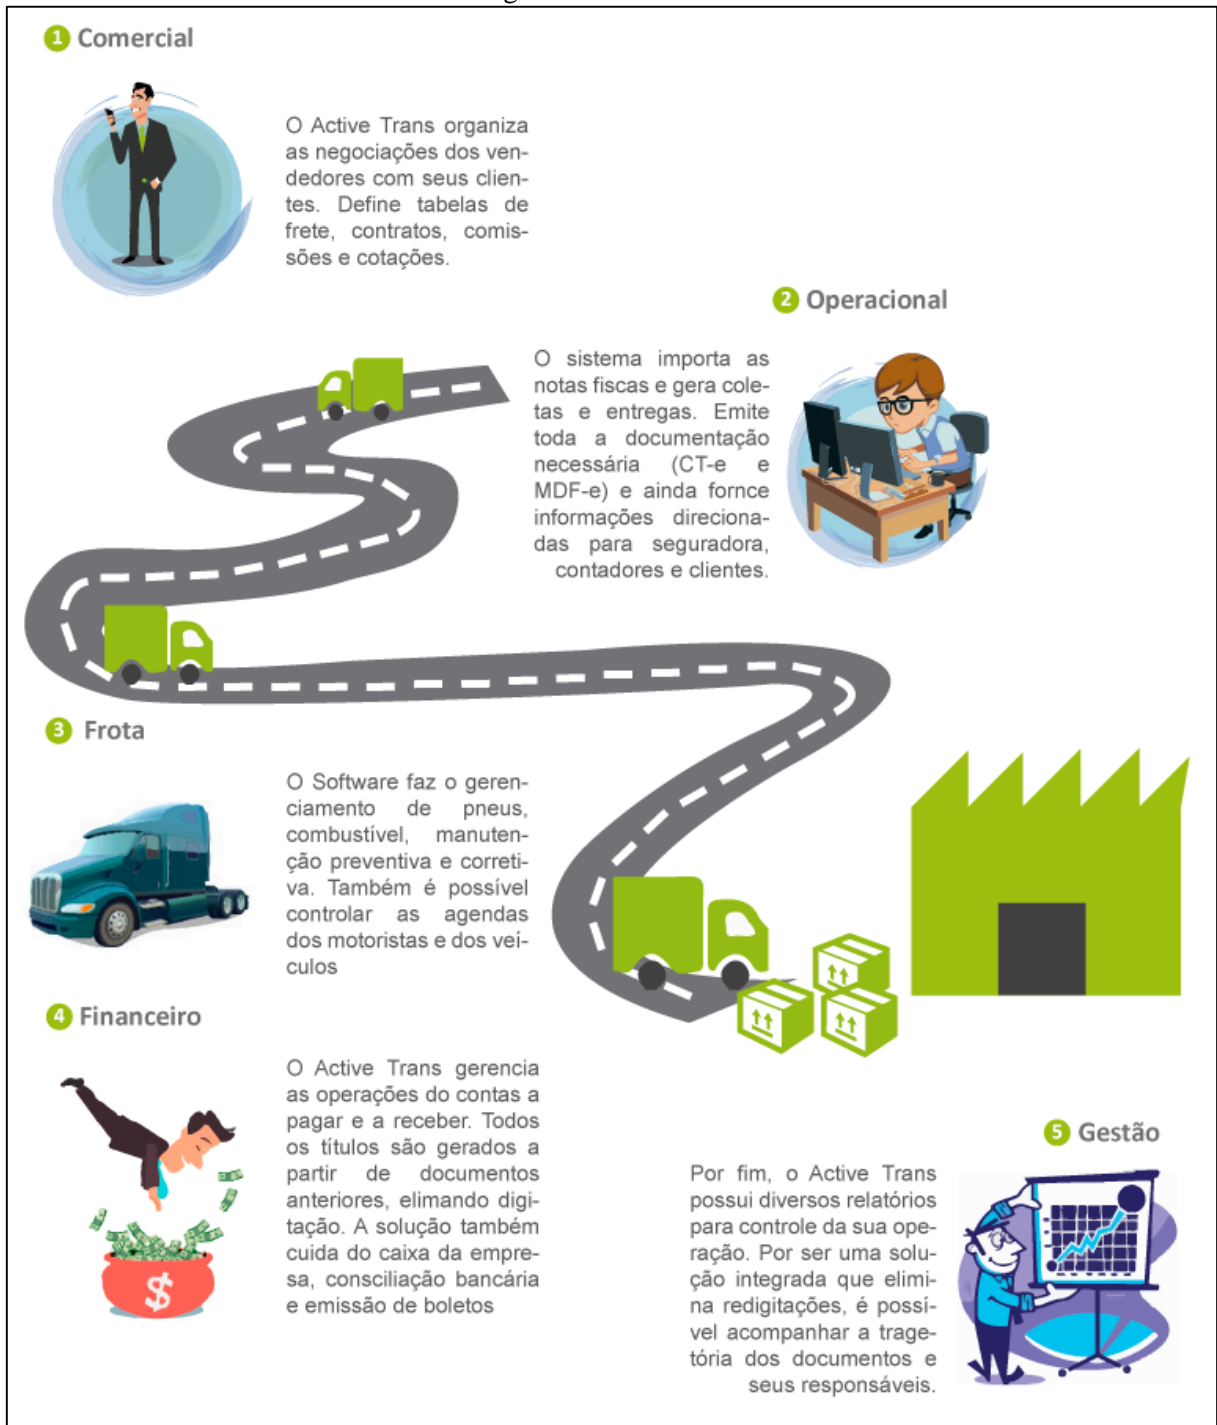 1 Comercial
O Active Trans organiza
as negociações dos ven-
dedores com seus clien-
tes. Define tabelas de
frete, contratos, comis-
sões e cotações.
2 Operacional
O sistema importa as
notas fiscas e gera cole-
tas e entregas. Emite
toda a documentação
necessária (CT-e e
MDF-e) e ainda fornce
informações direciona-
das para seguradora,
contadores e clientes.
3 Frota
O Software faz o geren-
ciamento de pneus,
combustível, manuten-
ção preventiva e correti-
va. Também é possível
controlar as agendas
dos motoristas e dos veí-
culos
4 Financeiro
O Active Trans gerencia
as operações do contas a
pagar e a receber. Todos
os títulos são gerados a
partir de documentos
anteriores, elimando digi-
tação. A solução também
cuida do caixa da empre-
sa, consciliação bancária
e emissão de boletos
$
5 Gestão
Por fim, o Active Trans
possui diversos relatórios
para controle da sua ope-
ração. Por ser uma solu-
ção integrada que elimi-
na redigitações, é possí-
vel acompanhar a trage-
tória dos documentos e
seus responsáveis.